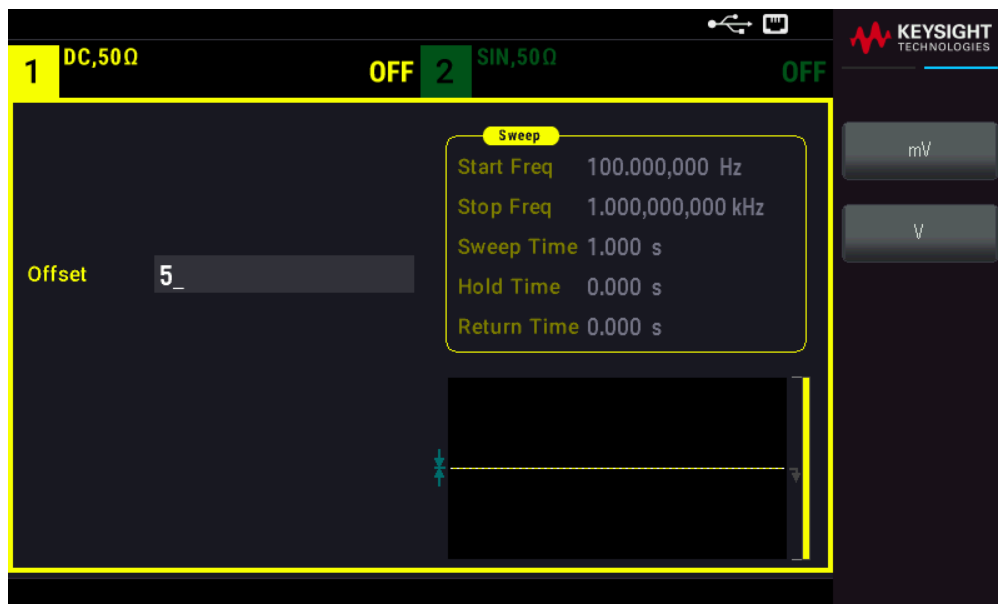 KEYSIGHT
TECHNOLOGIES
1 DC,50Ω OFF
2 SIN,50Ω OFF
Sweep
Start Freq 100.000,000 Hz
Stop Freq 1.000,000,000 kHz
Sweep Time 1.000 s
Hold Time 0.000 s
Return Time 0.000 s
Offset 5_
mV
V